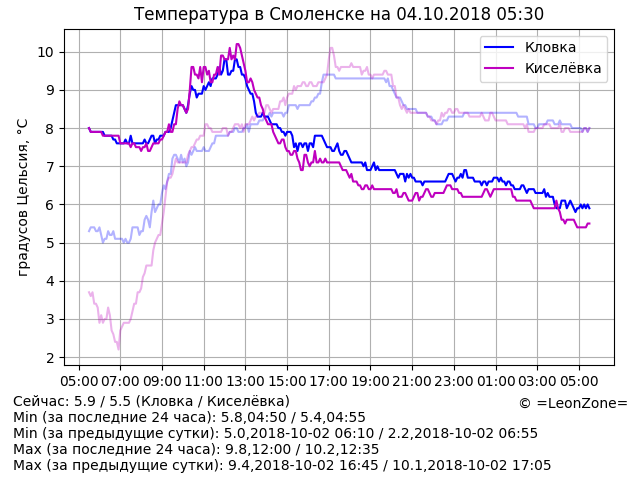 Температура в Смоленске на 04.10.2018 05:30
Кловка
Киселёвка
градусов Цельсия, °C
10
9
8
7
6
5
4
3
2
05:00 07:00 09:00 11:00 13:00 15:00 17:00 19:00 21:00 23:00 01:00 03:00 05:00
Сейчас: 5.9 / 5.5 (Кловка / Киселёвка)
© =LeonZone=
Min (за последние 24 часа): 5.8,04:50 / 5.4,04:55
Min (за предыдущие сутки): 5.0,2018-10-02 06:10 / 2.2,2018-10-02 06:55
Max (за последние 24 часа): 9.8,12:00 / 10.2,12:35
Max (за предыдущие сутки): 9.4,2018-10-02 16:45 / 10.1,2018-10-02 17:05